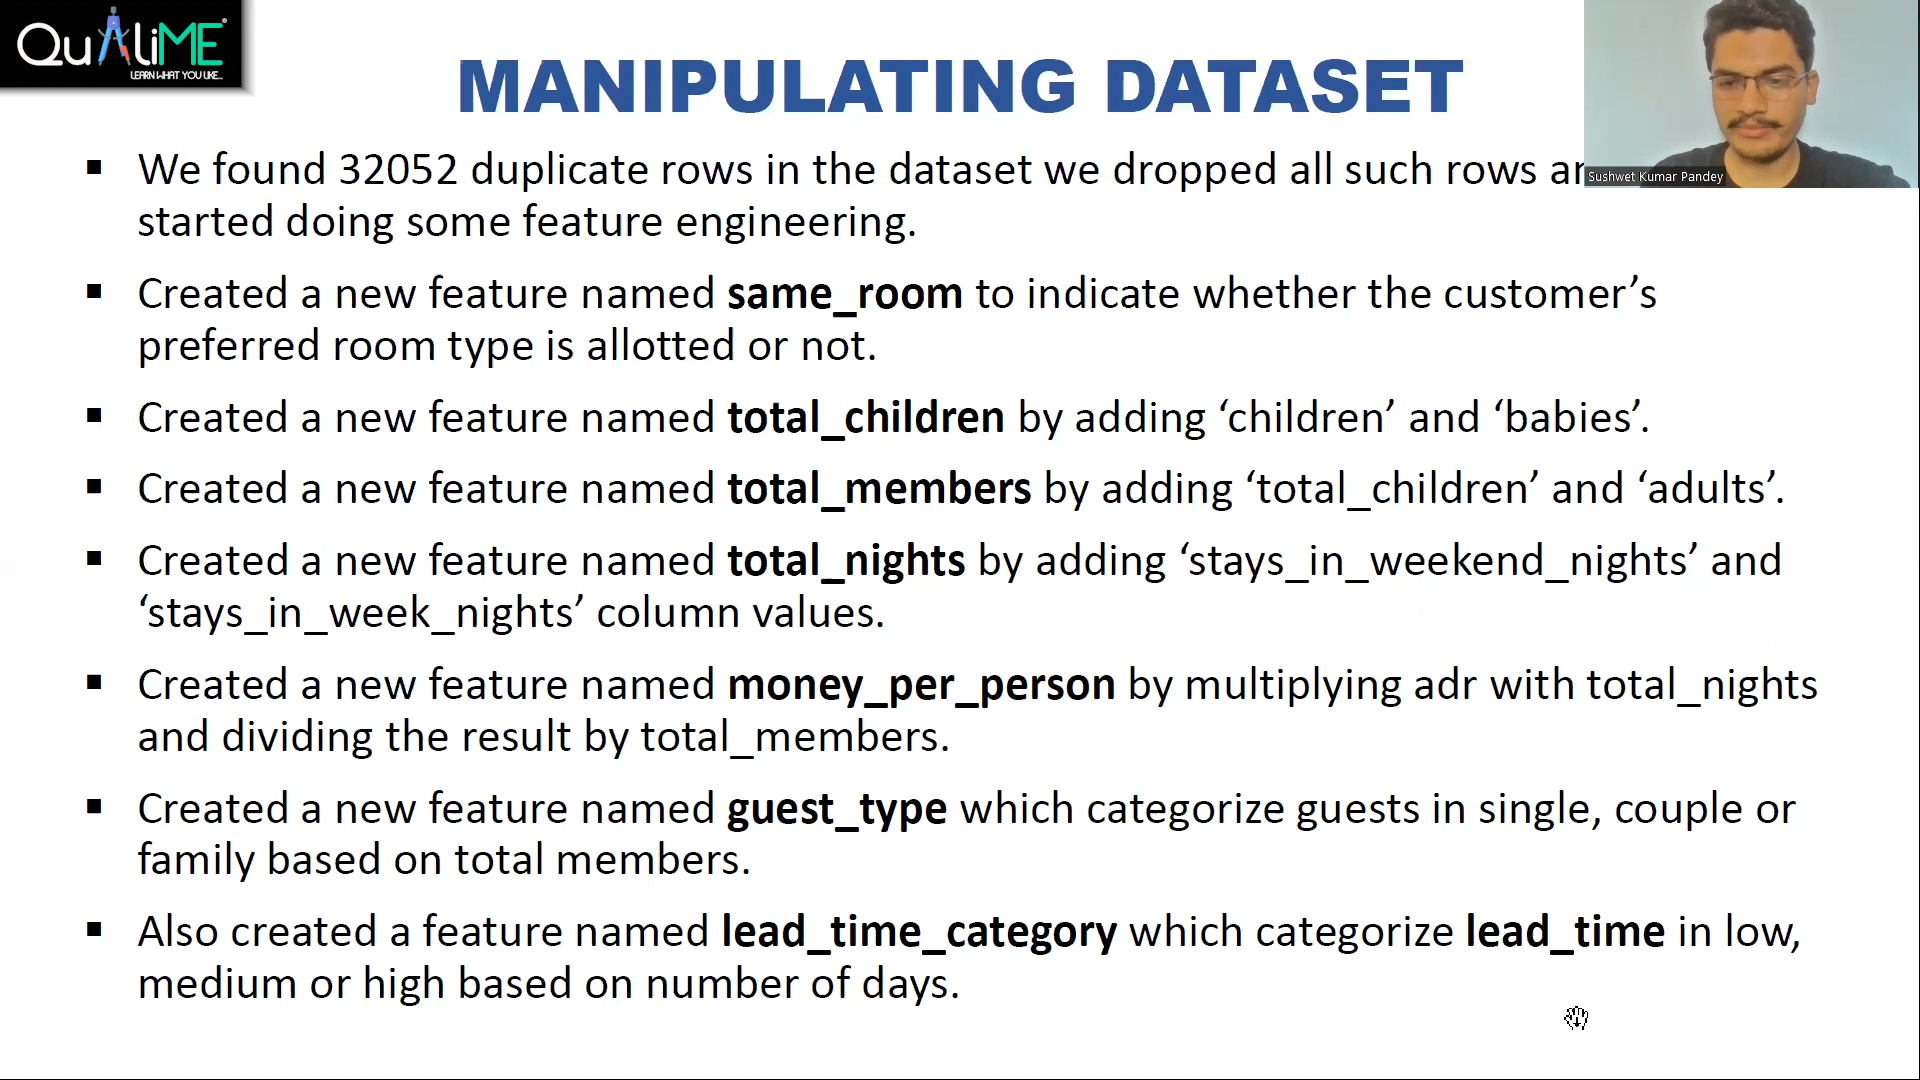 QuAliME
LEARN WHAT YOU LIKE...
MANIPULATING DATASET
Sushwet Kumar Pandey
▪ We found 32052 duplicate rows in the dataset we dropped all such rows
started doing some feature engineering.
▪ Created a new feature named same_room to indicate whether the customer’s
preferred room type is allotted or not.
▪ Created a new feature named total_children by adding ‘children’ and ‘babies’.
▪ Created a new feature named total_members by adding ‘total_children’ and ‘adults’.
▪ Created a new feature named total_nights by adding ‘stays_in_weekend_nights’ and
‘stays_in_week_nights’ column values.
▪ Created a new feature named money_per_person by multiplying adr with total_nights
and dividing the result by total_members.
▪ Created a new feature named guest_type which categorize guests in single, couple or
family based on total members.
▪ Also created a feature named lead_time_category which categorize lead_time in low,
medium or high based on number of days.